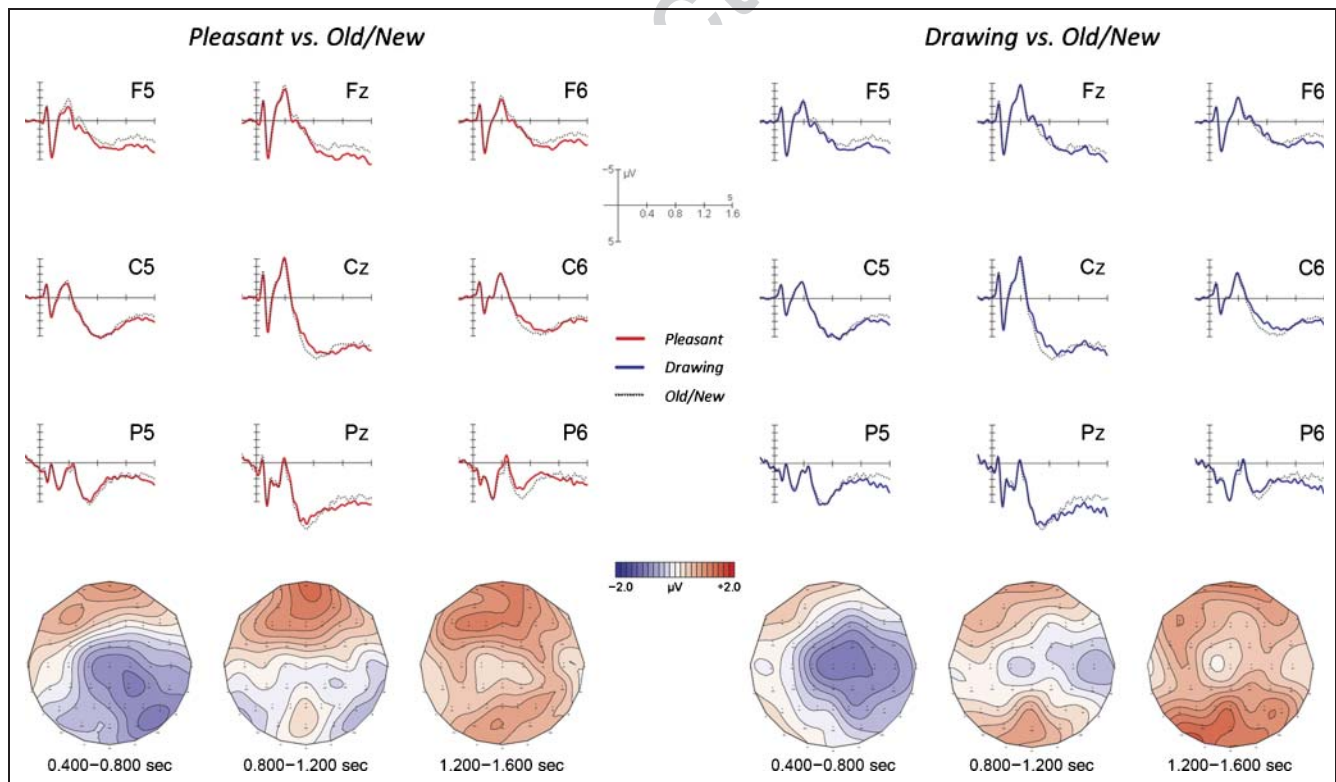 Pleasant vs. Old/New
Drawing vs. Old/New
F5
Fz
F6
F5
Fz
F6
−5
µV
s
0.4 0.8 1.2 1.6
5
C5
Cz
C6
C5
Cz
C6
Pleasant
Drawing
Old/New
P5
Pz
P6
P5
Pz
P6
−2.0 µV +2.0
0.400–0.800 sec
0.800–1.200 sec
1.200–1.600 sec
0.400–0.800 sec
0.800–1.200 sec
1.200–1.600 sec